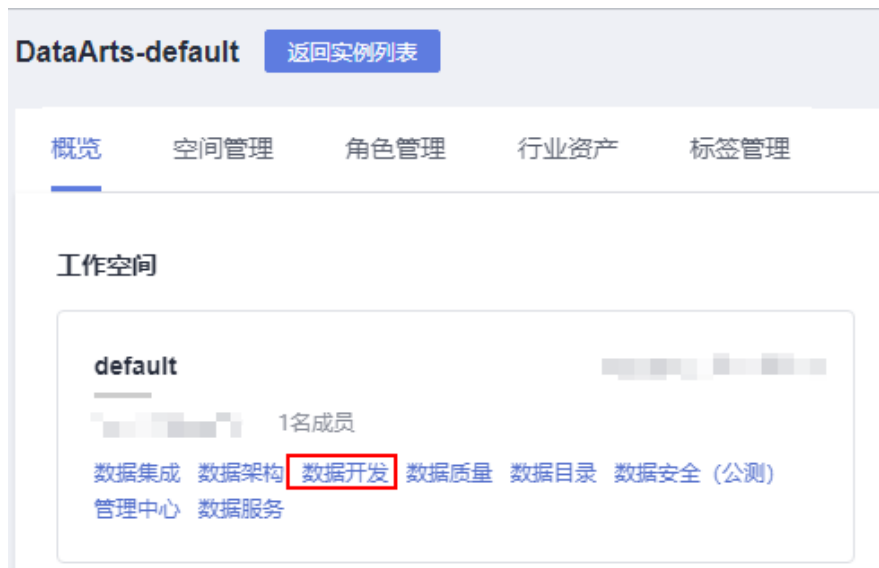 DataArts-default 返回实例列表
概览 空间管理 角色管理 行业资产 标签管理
工作空间
default
1名成员
数据集成 数据架构 数据开发 数据质量 数据目录 数据安全（公测）
管理中心 数据服务